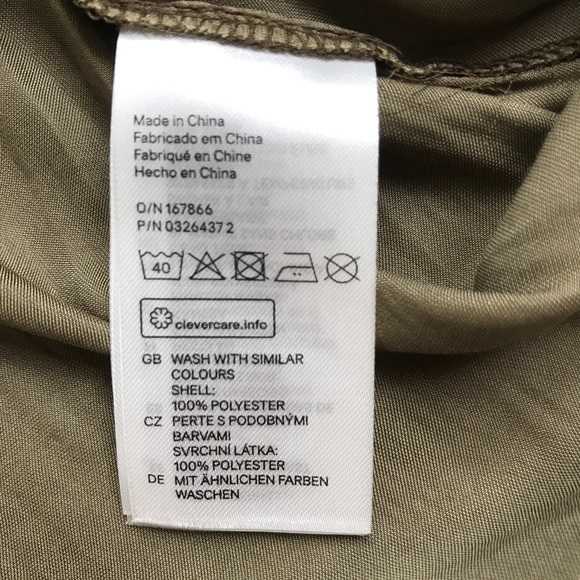 Made in China
Fabricado em China
Fabriqué en Chine
Hecho en China
O/N 167866
P/N 03264372
40
clevercare.info
GB WASH WITH SIMILAR
COLOURS
SHELL:
100% POLYESTER
CZ PERTE S PODOBNÝMI
BARVAMI
SVRCHNÍ LÁTKA:
100% POLYESTER
DE MIT ÄHNLICHEN FARBEN
WASCHEN